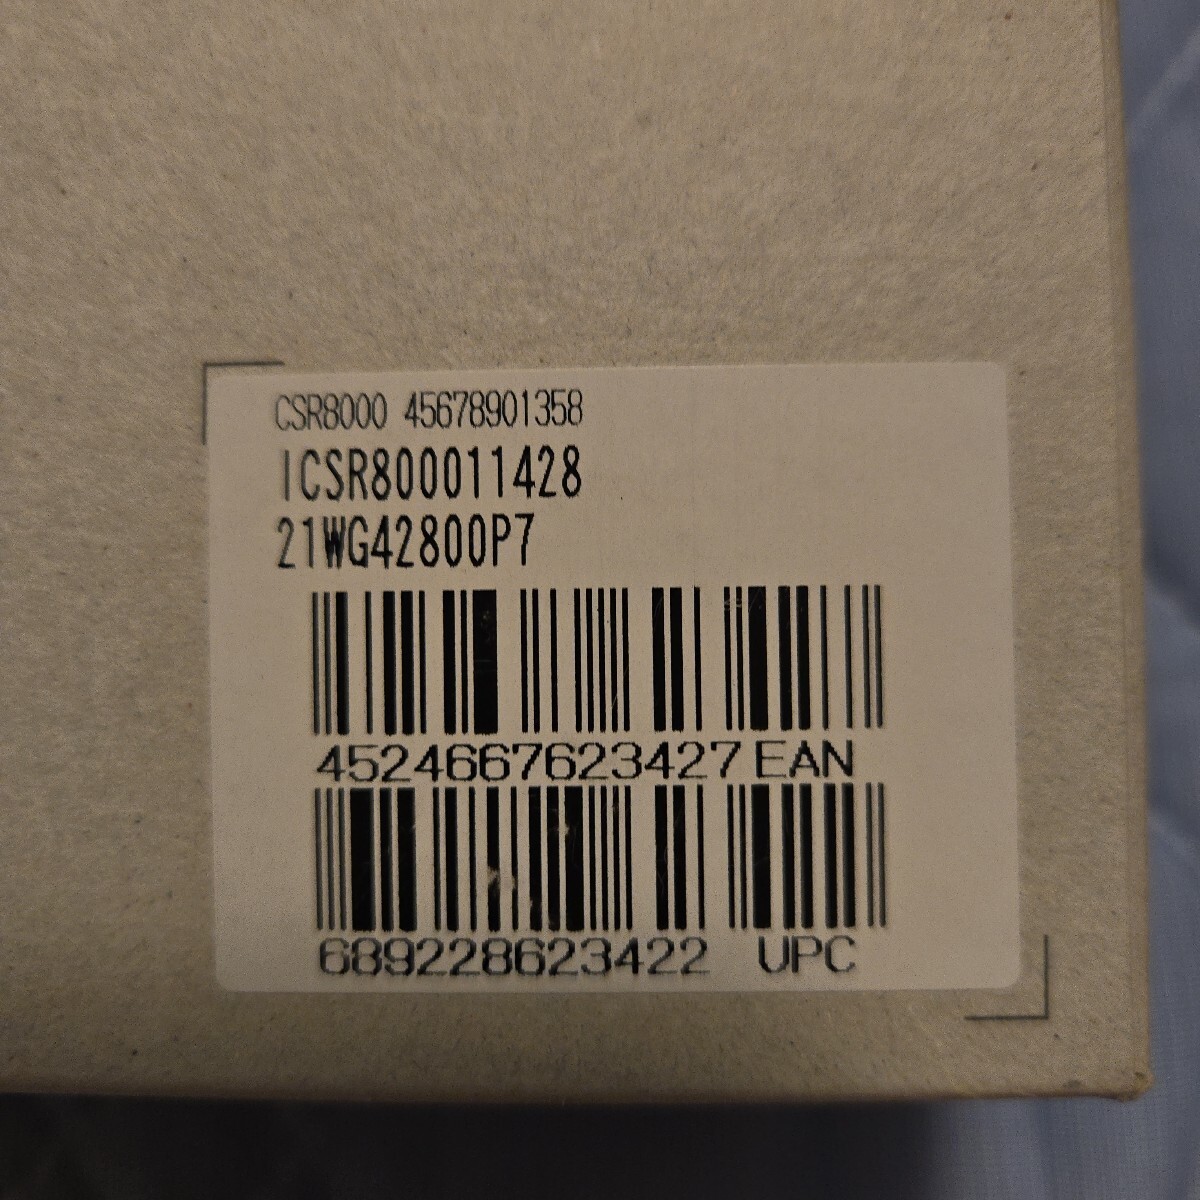 CSR8000 45678901358
ICSR800011428
21WG42800P7
4524667623427 EAN
689228623422 UPC